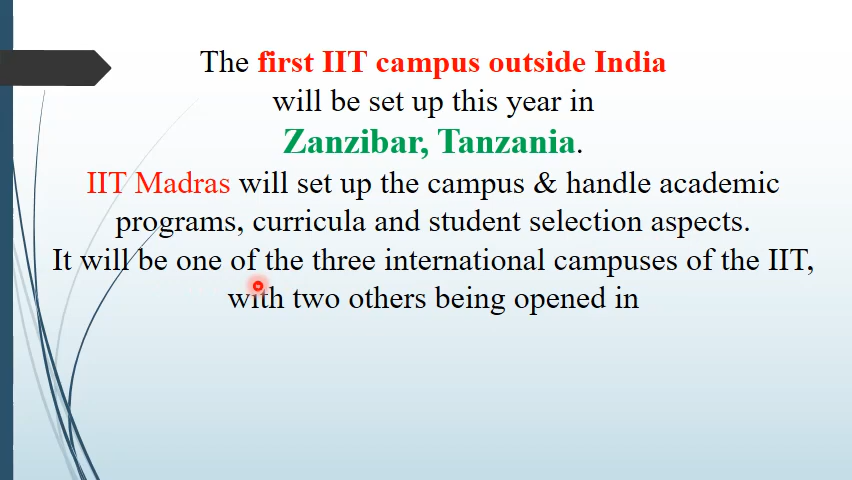 The first IIT campus outside India
will be set up this year in
Zanzibar, Tanzania.
IIT Madras will set up the campus & handle academic
programs, curricula and student selection aspects.
It will be one of the three international campuses of the IIT,
with two others being opened in